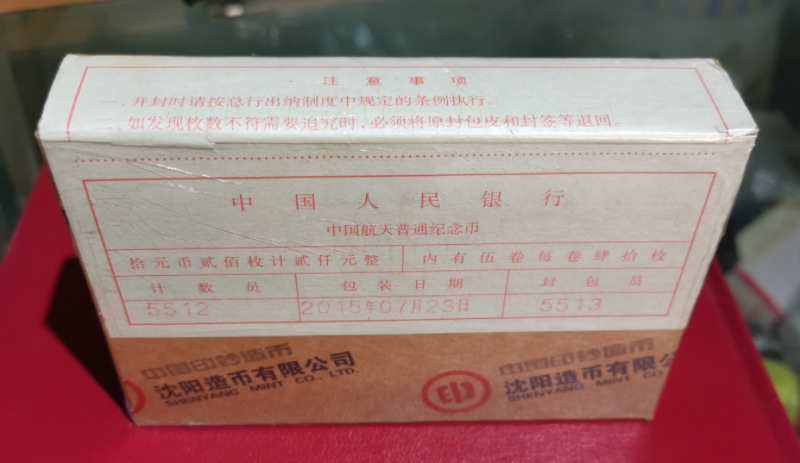 注意事项
一、开封时请按总行出纳制度中规定的条例执行。
二、如发现枚数不符需要追究时，必须将原封包皮和封签等退回。
中国人民银行
中国航天普通纪念币
拾元币贰佰枚计贰仟元整 内有伍卷每卷肆拾枚
计数员 包装日期 封包员
5512 2015年07月23日 5513
中国印钞造币 中国印钞造币
沈阳造币有限公司 沈阳造币有限公司
SHENYANG MINT CO., LTD. SHENYANG MINT CO., LTD.